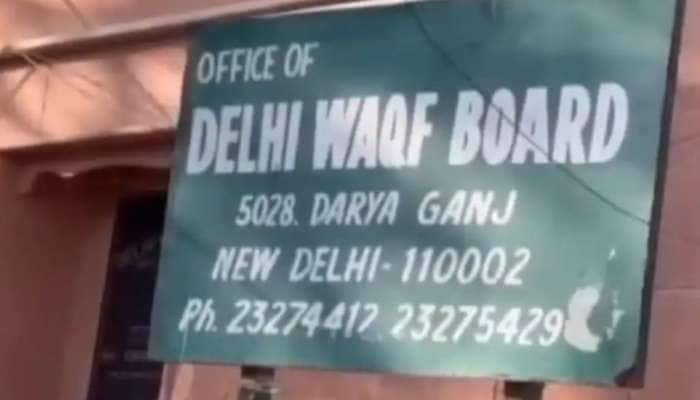 OFFICE OF
DELHI WAQF BOARD
5028. DARYA GANJ
NEW DELHI-110002
Ph. 23274417, 23275429